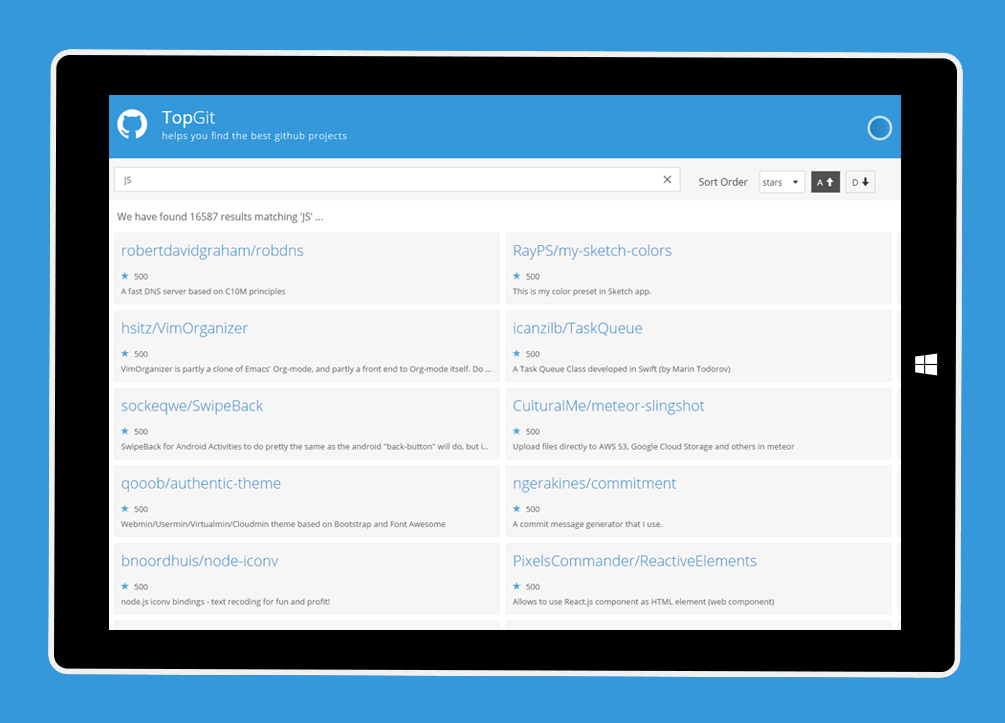 TopGit
helps you find the best github projects
JS
Sort Order
stars
A
D
We have found 16587 results matching 'JS' ...
robertdavidgraham/robdns
500
A fast DNS server based on C10M principles
RayPS/my-sketch-colors
500
This is my color preset in Sketch app.
hsitz/VimOrganizer
500
VimOrganizer is partly a clone of Emacs' Org-mode, and partly a front end to Org-mode itself. Do ...
icanzilb/TaskQueue
500
A Task Queue Class developed in Swift (by Marin Todorov)
sockeqwe/SwipeBack
500
SwipeBack for Android Activities to do pretty the same as the android "back-button" will do, but i...
CulturalMe/meteor-slingshot
500
Upload files directly to AWS S3, Google Cloud Storage and others in meteor
qooob/authentic-theme
500
Webmin/Usermin/Virtualmin/Cloudmin theme based on Bootstrap and Font Awesome
ngerakines/commitment
500
A commit message generator that I use.
bnoordhuis/node-iconv
500
node.js iconv bindings - text recoding for fun and profit!
PixelsCommander/ReactiveElements
500
Allows to use React.js component as HTML element (web component)